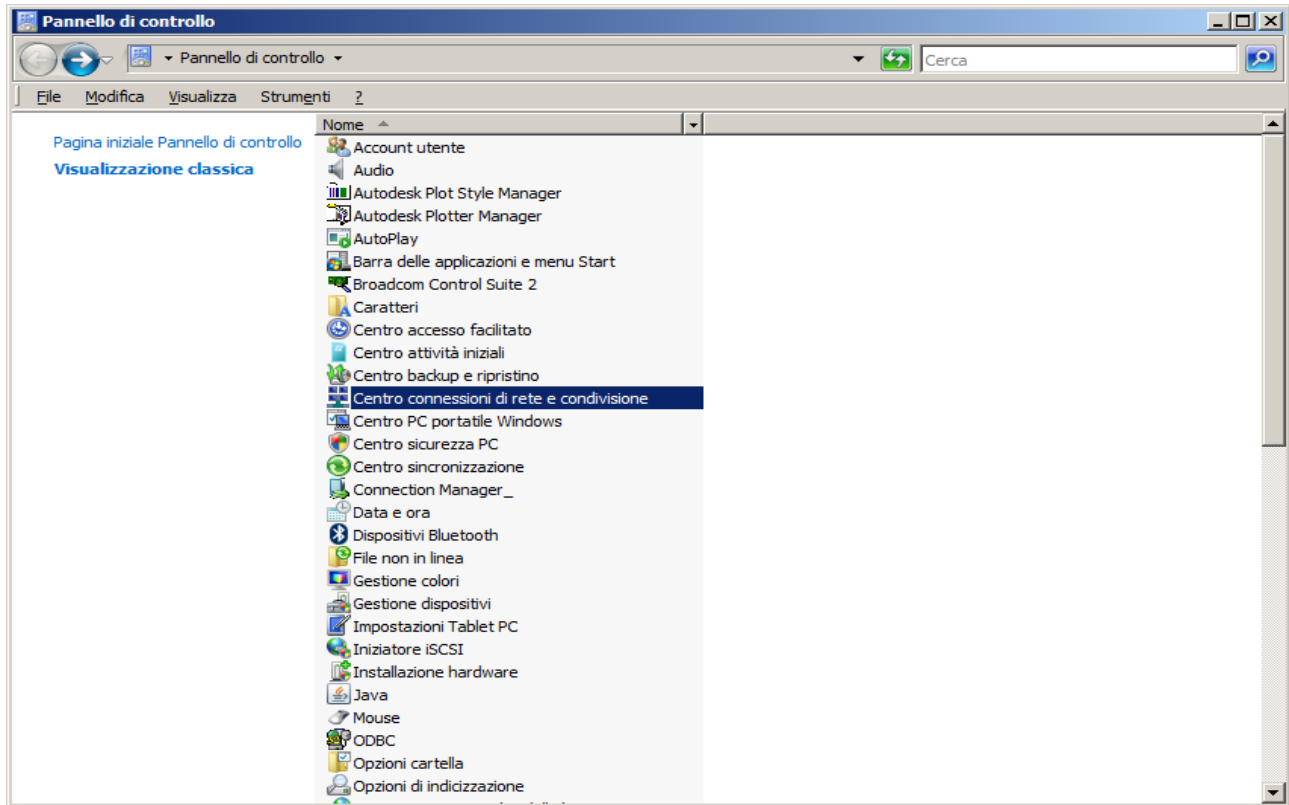 Pannello di controllo
Pannello di controllo
Cerca
File Modifica Visualizza Strumenti ?
Pagina iniziale Pannello di controllo
Visualizzazione classica
Nome
Account utente
Audio
Autodesk Plot Style Manager
Autodesk Plotter Manager
AutoPlay
Barra delle applicazioni e menu Start
Broadcom Control Suite 2
Caratteri
Centro accesso facilitato
Centro attività iniziali
Centro backup e ripristino
Centro connessioni di rete e condivisione
Centro PC portatile Windows
Centro sicurezza PC
Centro sincronizzazione
Connection Manager_
Data e ora
Dispositivi Bluetooth
File non in linea
Gestione colori
Gestione dispositivi
Impostazioni Tablet PC
Iniziatore iSCSI
Installazione hardware
Java
Mouse
ODBC
Opzioni cartella
Opzioni di indicizzazione